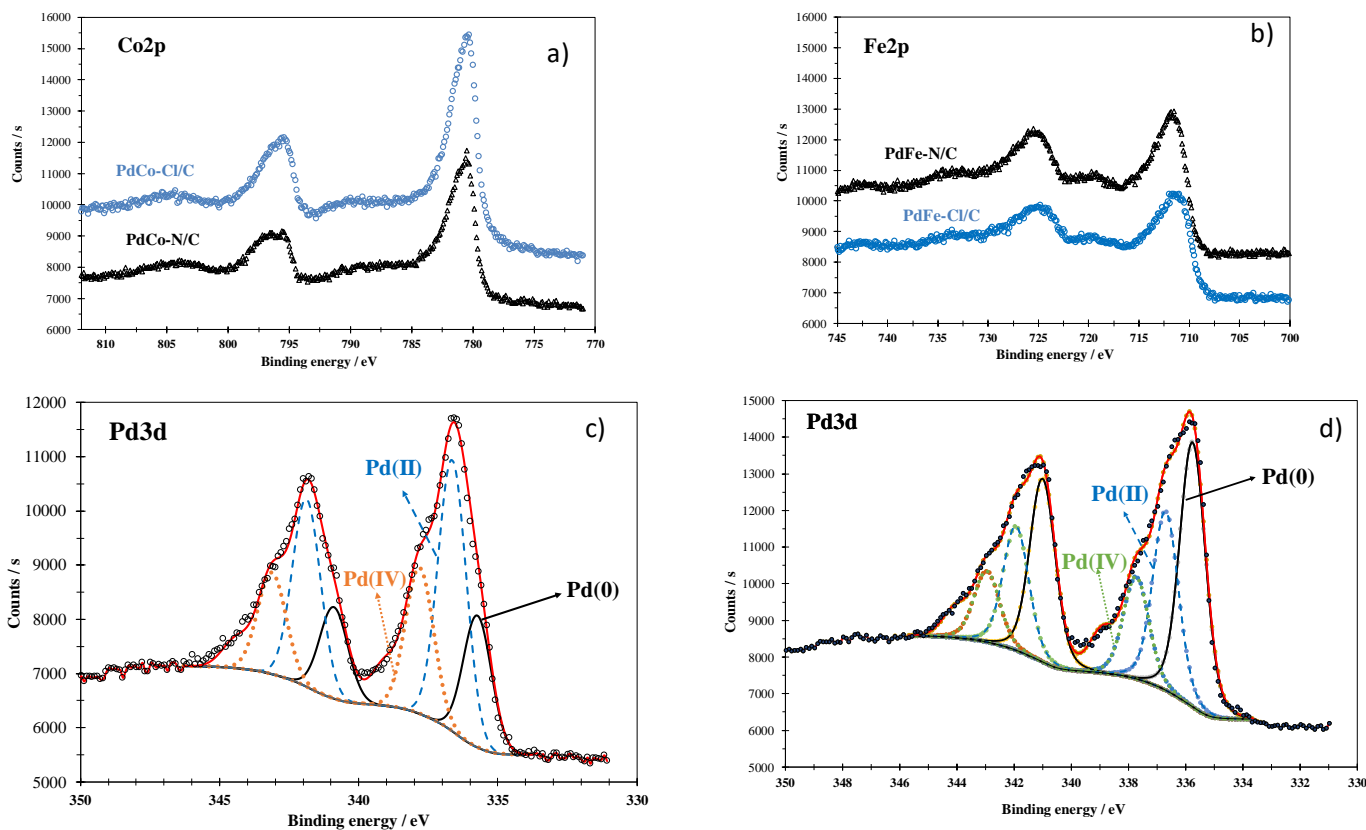 Co2p
a)
PdCo-Cl/C
PdCo-N/C
16000
15000
14000
13000
12000
11000
10000
9000
8000
7000
6000
810 805 800 795 790 785 780 775 770
Counts / s
Binding energy / eV
Fe2p
b)
PdFe-N/C
PdFe-Cl/C
16000
15000
14000
13000
12000
11000
10000
9000
8000
7000
6000
745 740 735 730 725 720 715 710 705 700
Counts / s
Binding energy / eV
Pd3d
c)
Pd(II)
Pd(IV)
Pd(0)
12000
11000
10000
9000
8000
7000
6000
5000
350 345 340 335 330
Counts / s
Binding energy / eV
Pd3d
d)
Pd(0)
Pd(II)
Pd(IV)
15000
14000
13000
12000
11000
10000
9000
8000
7000
6000
5000
350 348 346 344 342 340 338 336 334 332 330
Counts / s
Binding energy / eV